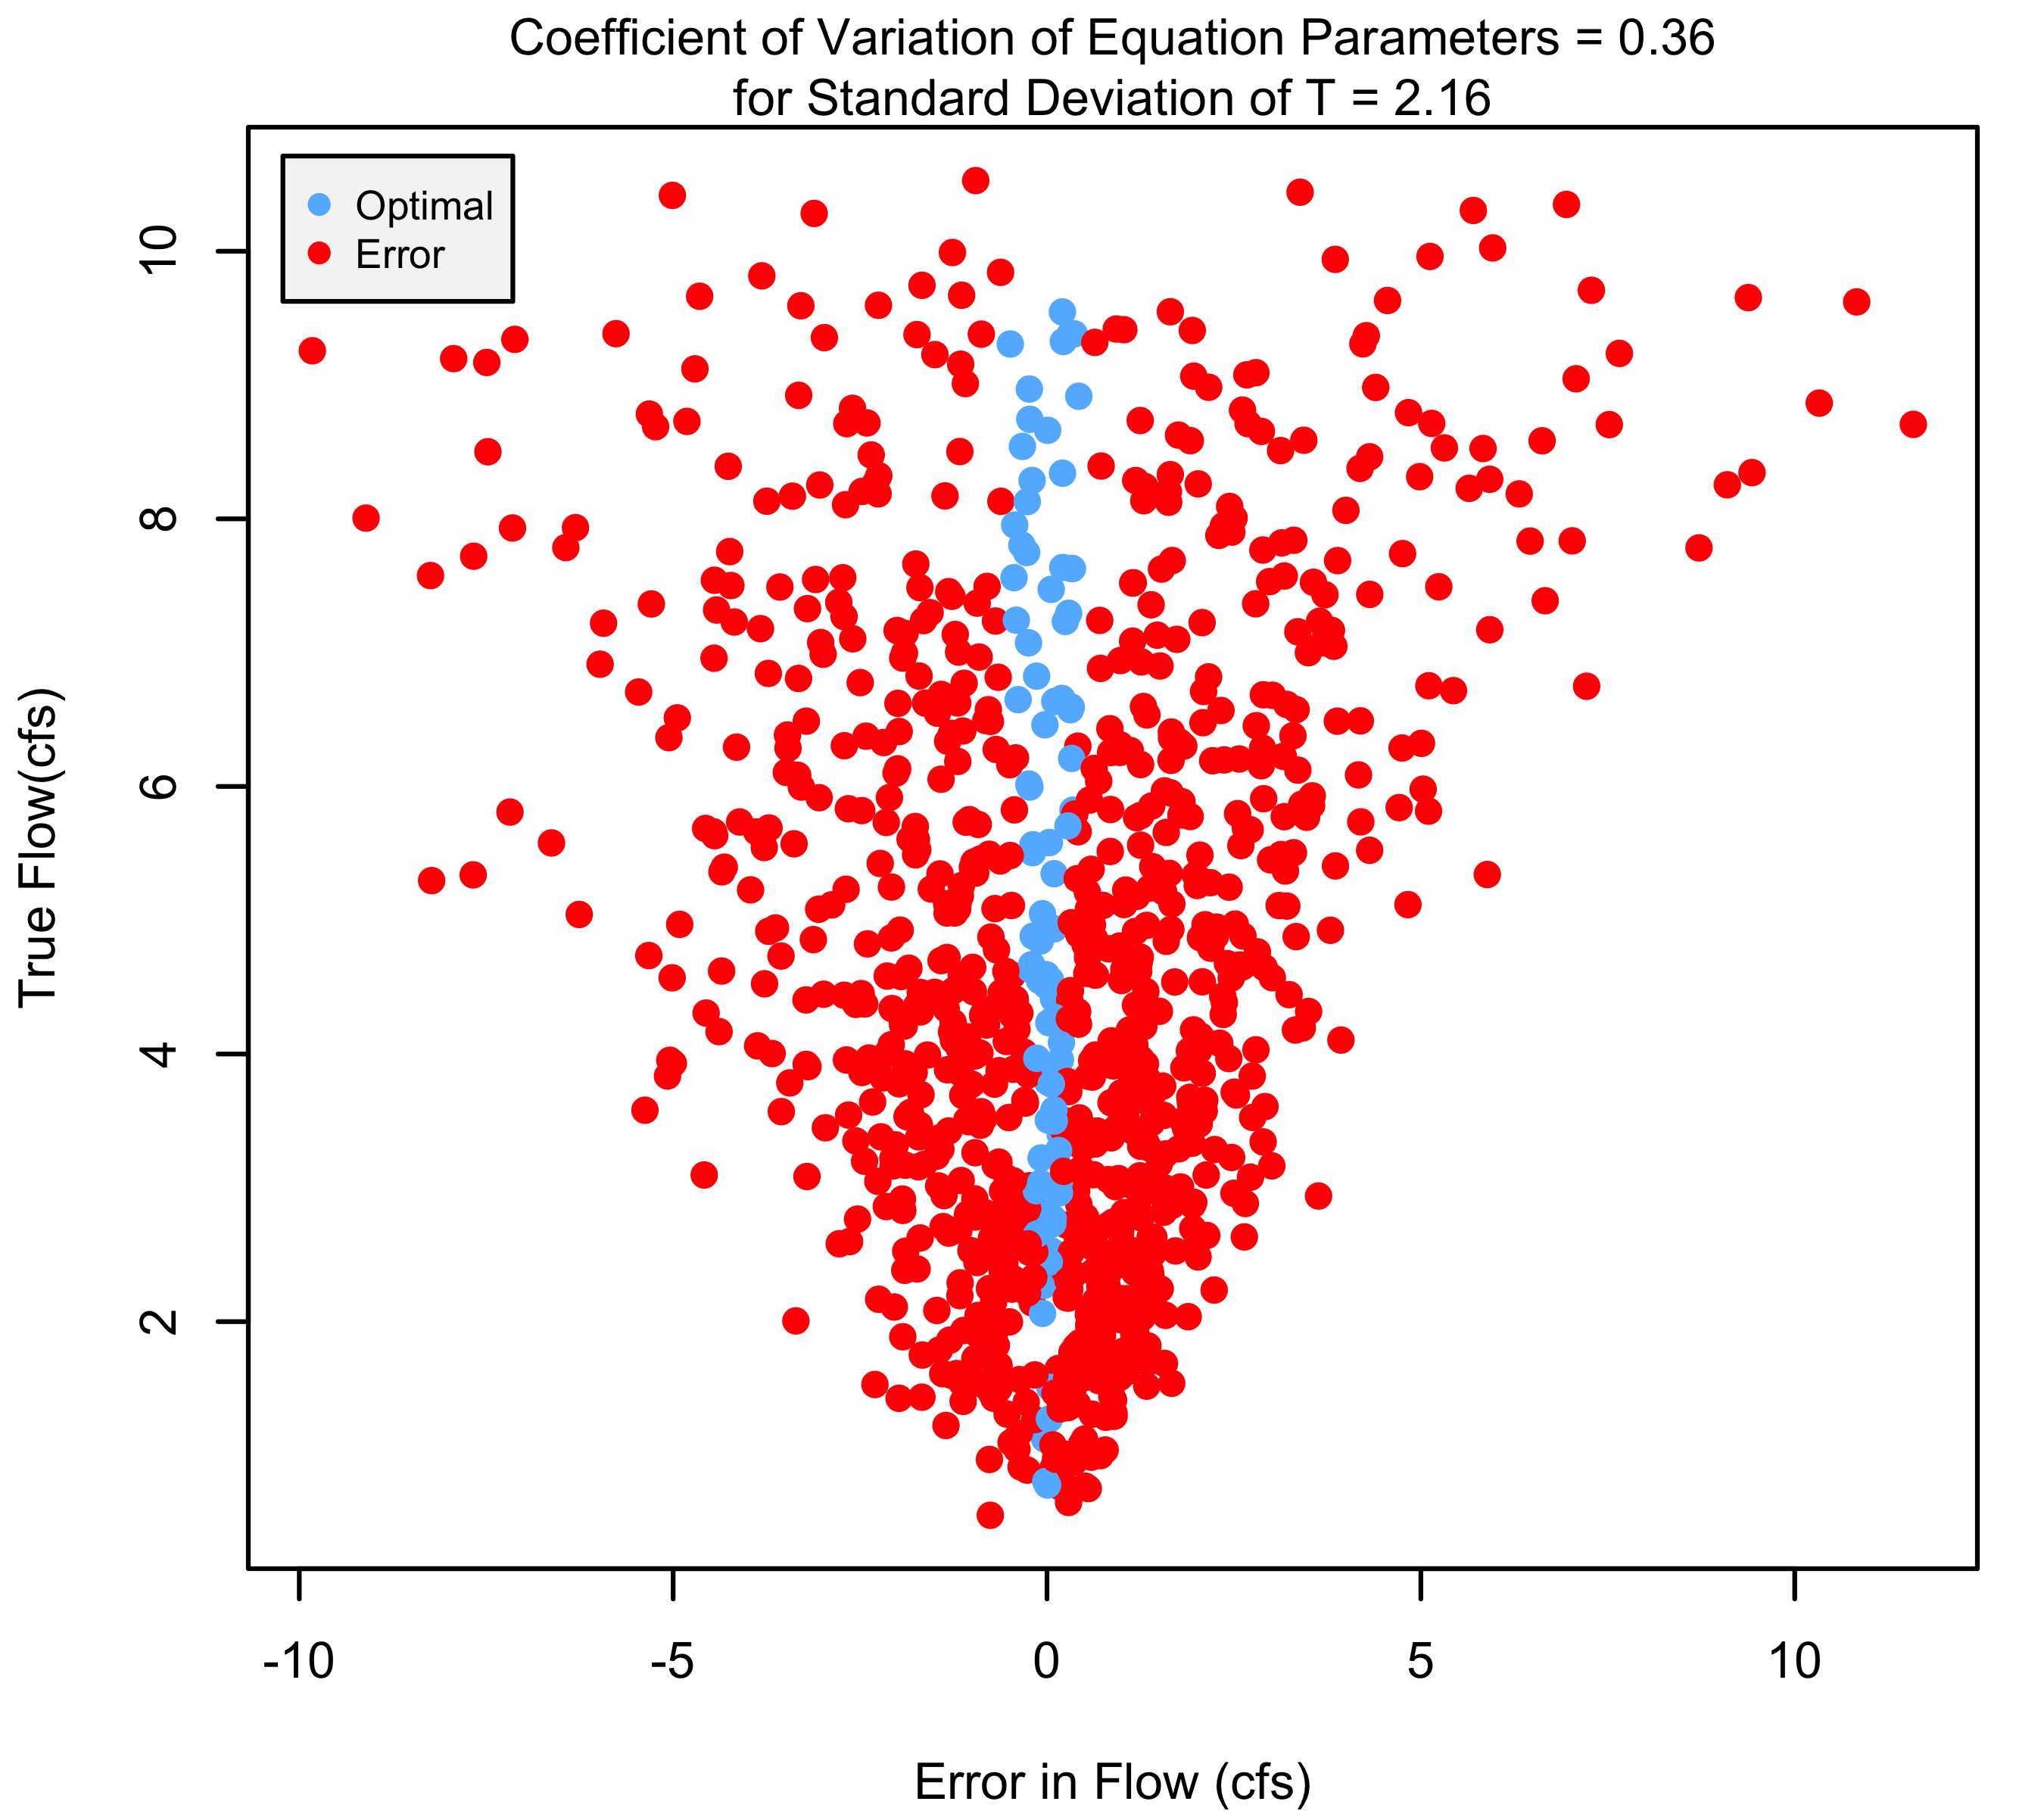 Coefficient of Variation of Equation Parameters = 0.36
for Standard Deviation of T = 2.16
Optimal
Error
True Flow(cfs)
10
8
6
4
2
-10
-5
0
5
10
Error in Flow (cfs)